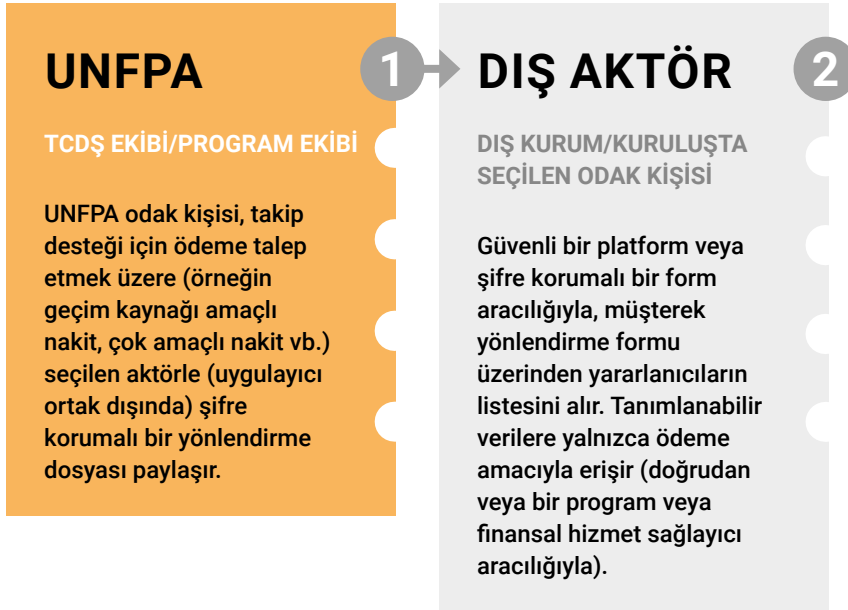 UNFPA
1
TCDŞ EKİBİ/PROGRAM EKİBİ
UNFPA odak kişisi, takip
desteği için ödeme talep
etmek üzere (örneğin
geçim kaynağı amaçlı
nakit, çok amaçlı nakit vb.)
seçilen aktörle (uygulayıcı
ortak dışında) şifre
korumalı bir yönlendirme
dosyası paylaşır.
DIŞ AKTÖR
2
DIŞ KURUM/KURULUŞTA
SEÇİLEN ODAK KİŞİSİ
Güvenli bir platform veya
şifre korumalı bir form
aracılığıyla, müşterek
yönlendirme formu
üzerinden yararlanıcıların
listesini alır. Tanımlanabilir
verilere yalnızca ödeme
amacıyla erişir (doğrudan
veya bir program veya
finansal hizmet sağlayıcı
aracılığıyla).